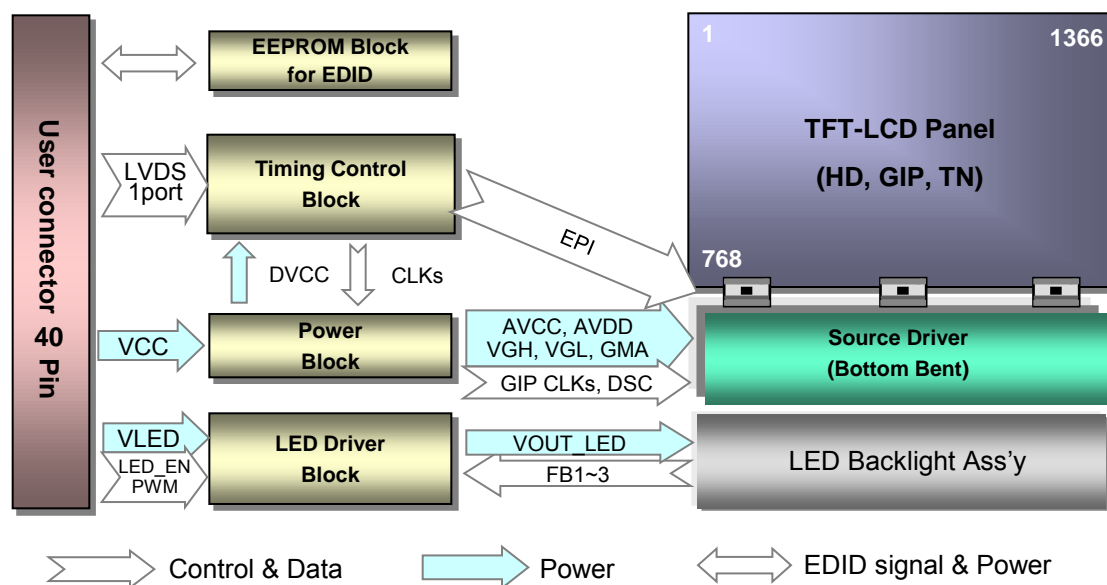 User connector 40 Pin
EEPROM Block
for EDID
LVDS
1port
Timing Control
Block
EPI
DVCC
CLKs
VCC
Power
Block
AVCC, AVDD
VGH, VGL, GMA
GIP CLKs, DSC
VLED
LED_EN
PWM
LED Driver
Block
VOUT_LED
FB1~3
1
1366
TFT-LCD Panel
(HD, GIP, TN)
768
Source Driver
(Bottom Bent)
LED Backlight Ass'y
Control & Data
Power
EDID signal & Power